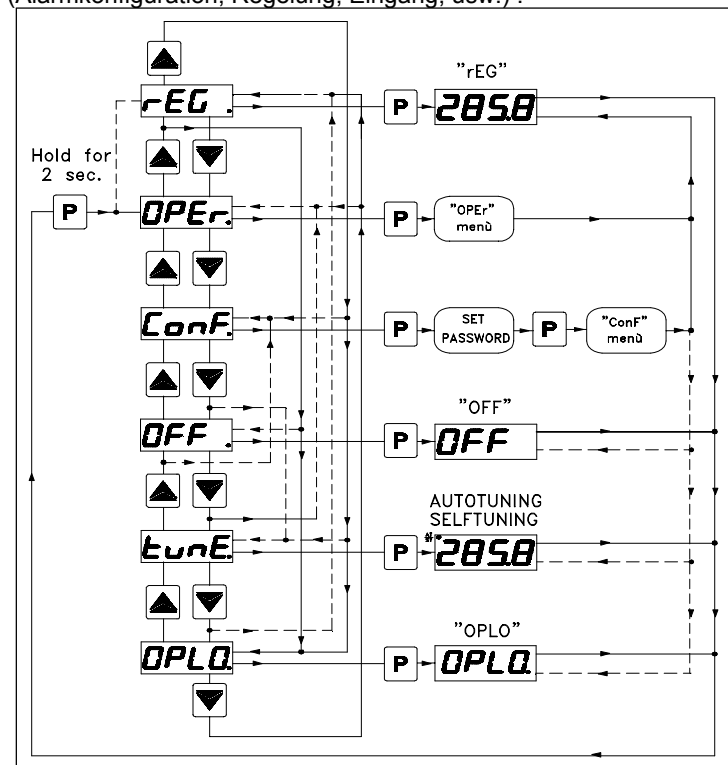 (Alarmkonfiguration, Regelung, Eingang, usw.) :
"rEG"
rEG .
P
285.8
Hold for
2 sec.
P
OPEr.
P
"OPEr"
menù
ConF.
P
SET
PASSWORD
P
"ConF"
menù
"OFF"
OFF .
P
OFF
AUTOTUNING
SELFTUNING
tunE.
P
#
285.8
"OPLO"
OPLO.
P
OPLO.